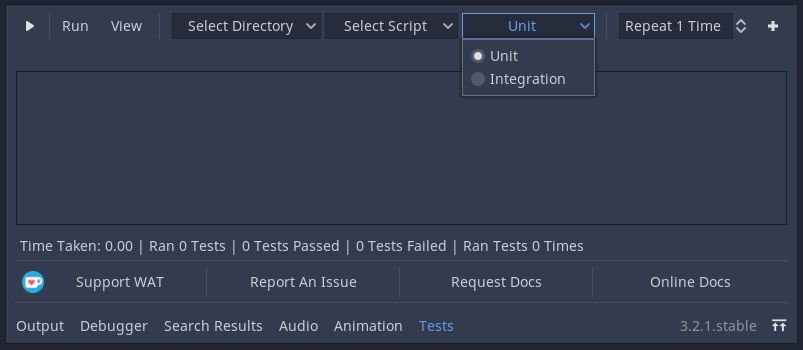 Run View Select Directory Select Script Unit Repeat 1 Time
Unit
Integration
Time Taken: 0.00 | Ran 0 Tests | 0 Tests Passed | 0 Tests Failed | Ran Tests 0 Times
Support WAT Report An Issue Request Docs Online Docs
Output Debugger Search Results Audio Animation Tests 3.2.1.stable